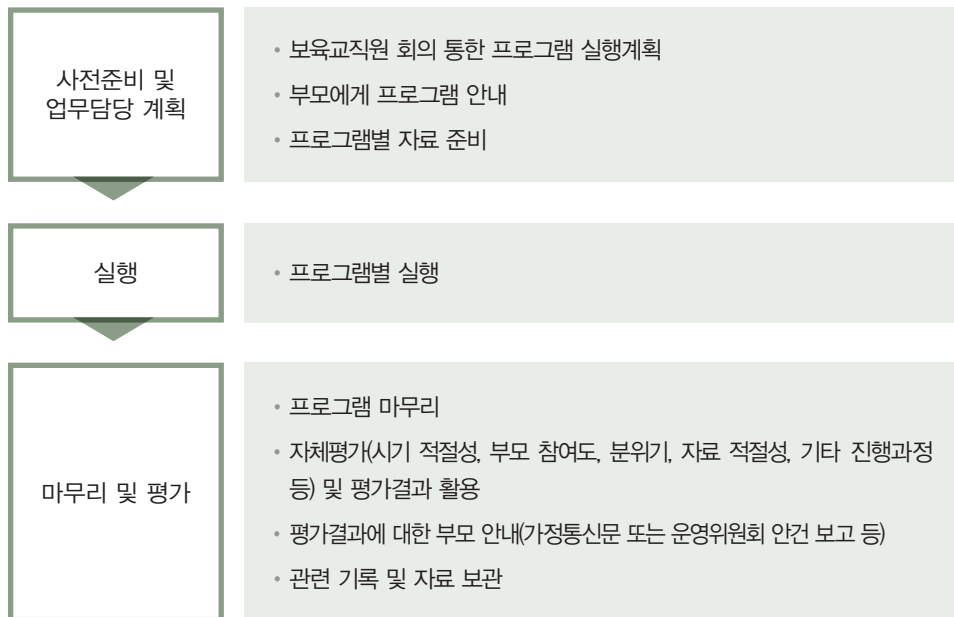 사전준비 및
업무담당 계획
• 보육교직원 회의 통한 프로그램 실행계획
• 부모에게 프로그램 안내
• 프로그램별 자료 준비
실행
• 프로그램별 실행
마무리 및 평가
• 프로그램 마무리
• 자체평가(시기 적절성, 부모 참여도, 분위기, 자료 적절성, 기타 진행과정
등) 및 평가결과 활용
• 평가결과에 대한 부모 안내(가정통신문 또는 운영위원회 안건 보고 등)
• 관련 기록 및 자료 보관